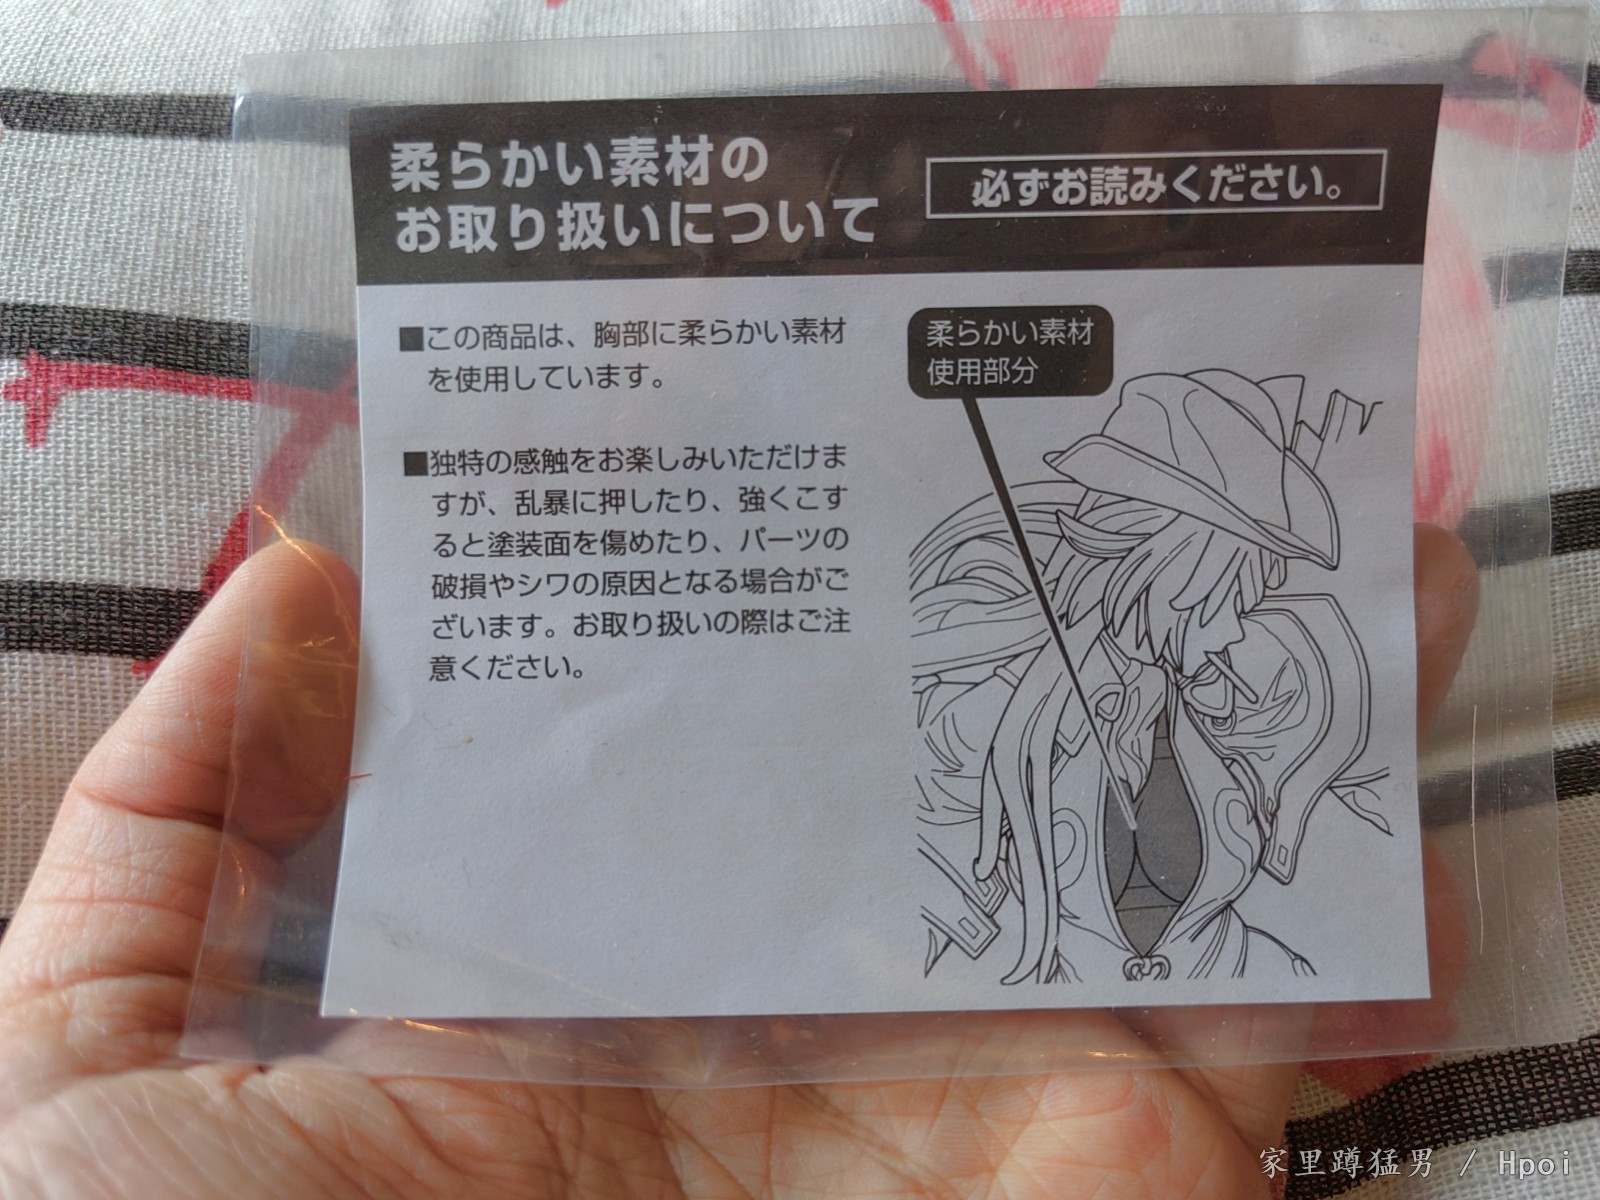 柔らかい素材の
お取り扱いについて
必ずお読みください。
■この商品は、胸部に柔らかい素材
を使用しています。
■独特の感触をお楽しみいただけま
すが、乱暴に押したり、強くこす
ると塗装面を傷めたり、パーツの
破損やシワの原因となる場合がご
ざいます。お取り扱いの際はご注
意ください。
柔らかい素材
使用部分
家里蹲猛男 / Hpoi